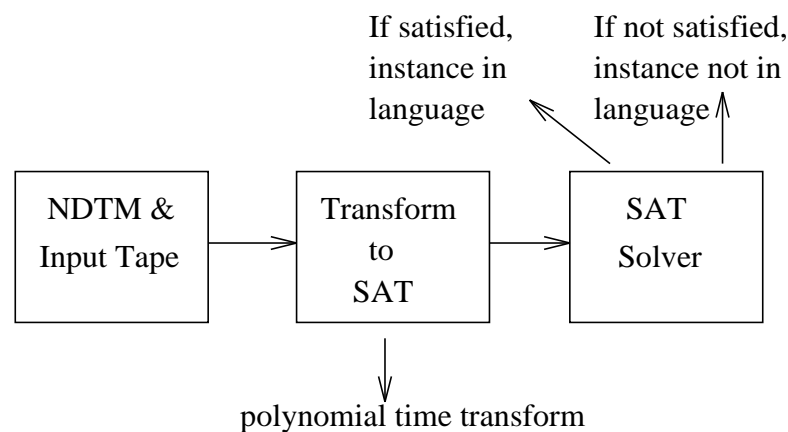 If satisfied,
instance in
language
If not satisfied,
instance not in
language
NDTM &
Input Tape
Transform
to
SAT
SAT
Solver
polynomial time transform